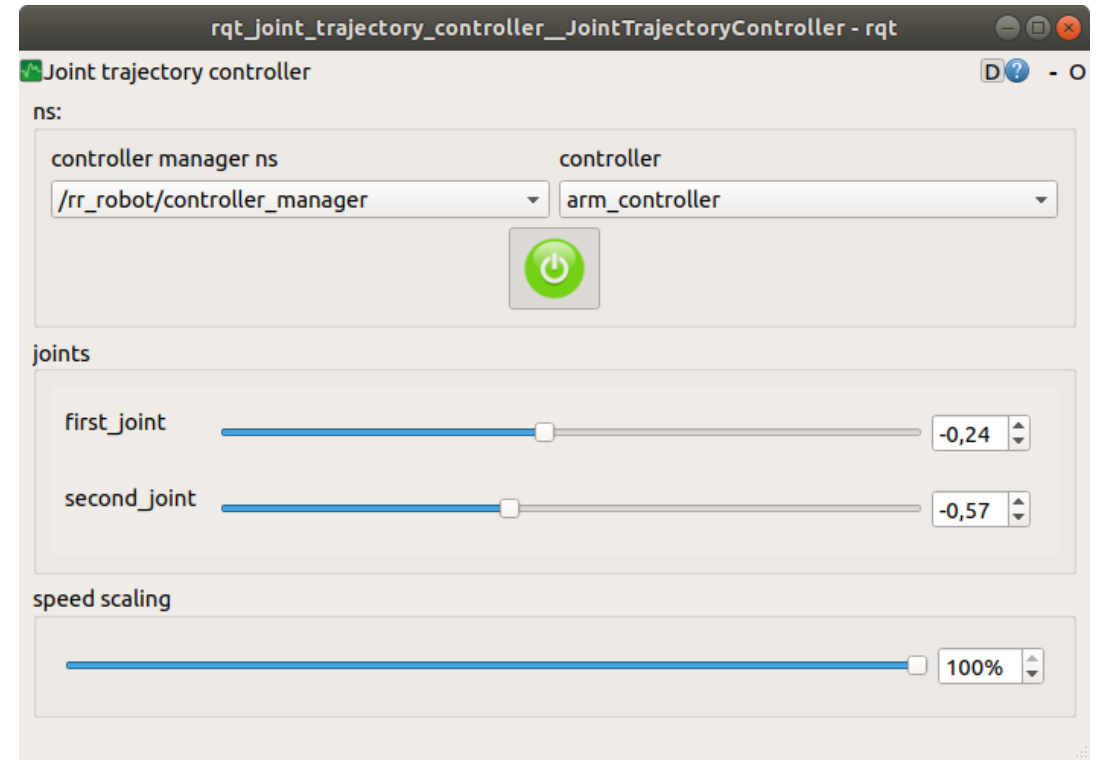 rqt_joint_trajectory_controller__JointTrajectoryController - rqt
Joint trajectory controller D ? - O
ns:
controller manager ns controller
/rr_robot/controller_manager arm_controller
joints
first_joint -0,24
second_joint -0,57
speed scaling
100%